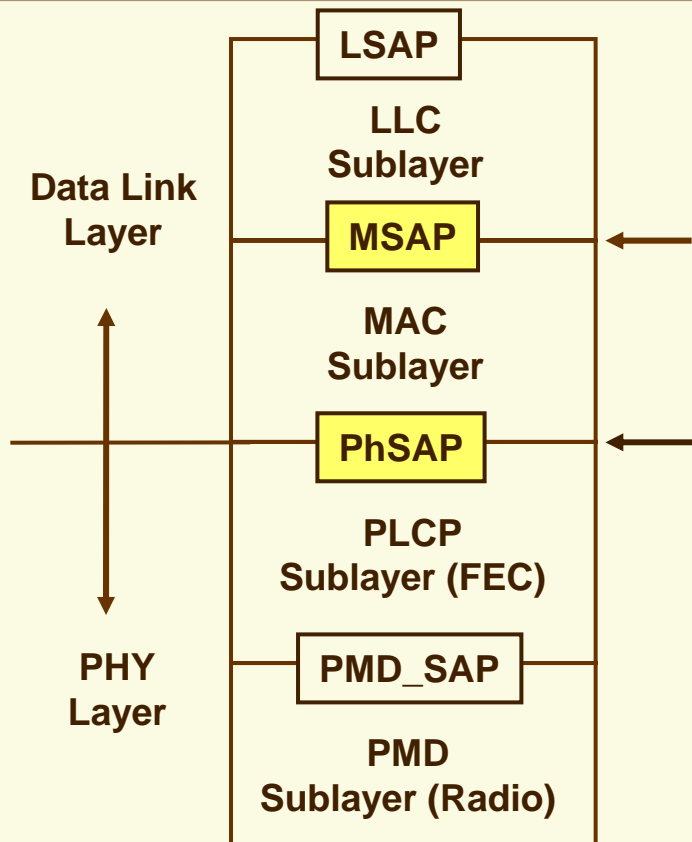 LSAP
LLC
Sublayer
Data Link
Layer
MSAP
MAC
Sublayer
PhSAP
PLCP
Sublayer (FEC)
PHY
Layer
PMD_SAP
PMD
Sublayer (Radio)